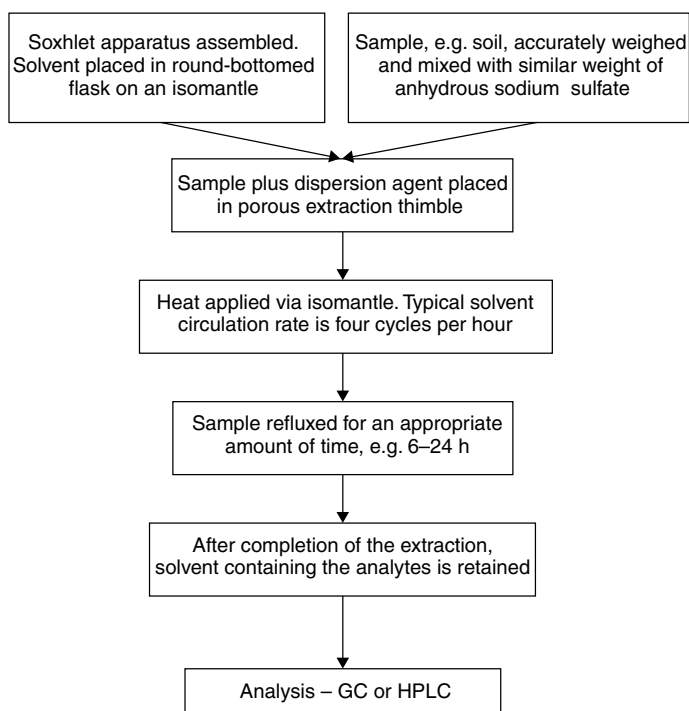 Soxhlet apparatus assembled.
Solvent placed in round-bottomed
flask on an isomantle
Sample, e.g. soil, accurately weighed
and mixed with similar weight of
anhydrous sodium sulfate
Sample plus dispersion agent placed
in porous extraction thimble
Heat applied via isomantle. Typical solvent
circulation rate is four cycles per hour
Sample refluxed for an appropriate
amount of time, e.g. 6–24 h
After completion of the extraction,
solvent containing the analytes is retained
Analysis – GC or HPLC